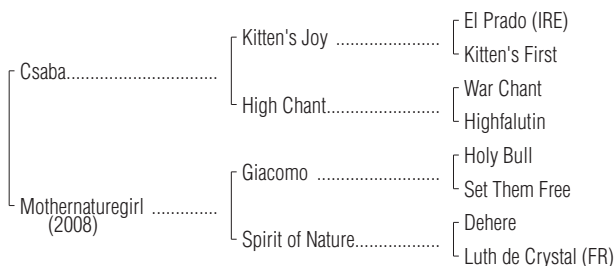 El Prado (IRE)
Kitten's Joy ......................
Kitten's First
Csaba................................
War Chant
High Chant........................
Highfalutin
Holy Bull
Giacomo ..........................
Set Them Free
Mothernaturegirl ..............
(2008)
Dehere
Spirit of Nature..................
Luth de Crystal (FR)